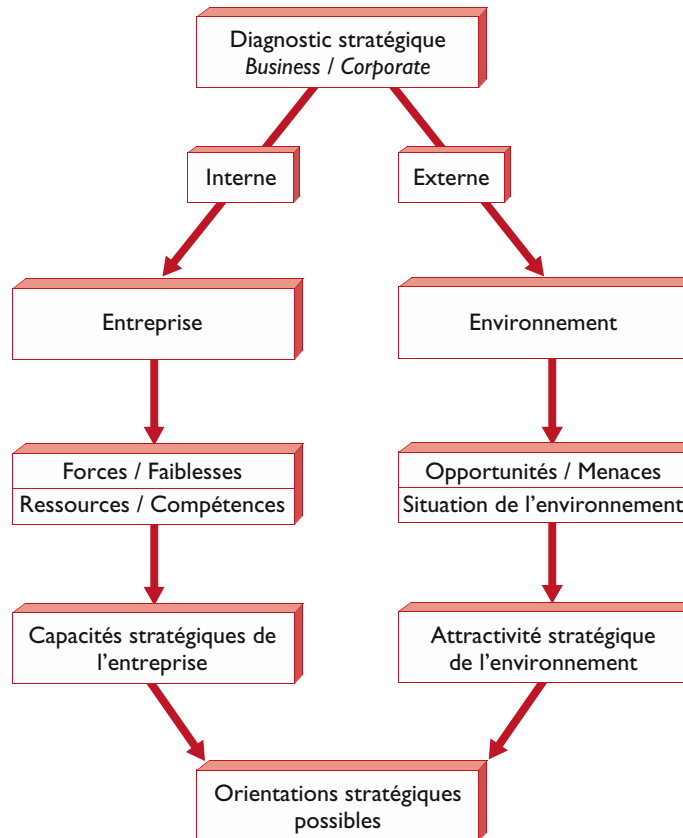 Diagnostic stratégique
Business / Corporate
Interne
Externe
Entreprise
Environnement
Forces / Faiblesses
Ressources / Compétences
Opportunités / Menaces
Situation de l'environnement
Capacités stratégiques de
l'entreprise
Attractivité stratégique
de l'environnement
Orientations stratégiques
possibles